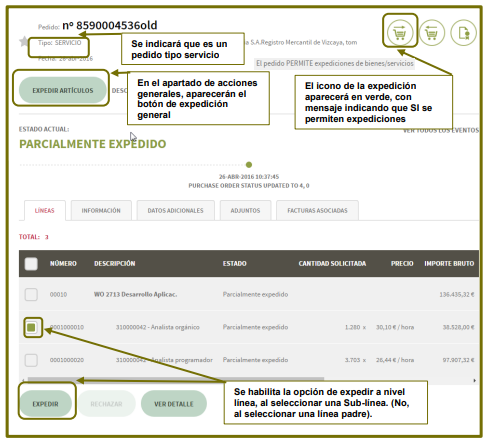 Pedido: nº 8590004536old
Tipo: SERVICIO
Se indicará que es un
pedido tipo servicio
o S.A.Registro Mercantil de Vizcaya, tom
Fecha: 28-abr-2016
El pedido PERMITE expediciones de bienes/servicios
EXPEDIR ARTÍCULOS
DESC
En el apartado de acciones
generales, aparecerán el
botón de expedición
general
El icono de la expedición
aparecerá en verde, con
mensaje indicando que SI se
permiten expediciones
ESTADO ACTUAL:
VER TODOS LOS EVENTOS
PARCIALMENTE EXPEDIDO
26-ABR-2016 10:37:45
PURCHASE ORDER STATUS UPDATED TO 4, 0
LÍNEAS INFORMACIÓN DATOS ADICIONALES ADJUNTOS FACTURAS ASOCIADAS
TOTAL: 3
NÚMERO DESCRIPCIÓN ESTADO CANTIDAD SOLICITADA PRECIO IMPORTE BRUTO
00010 WO 2713 Desarrollo Aplicac. Parcialmente expedido 136.435,32 €
0001000010 310000042 - Analista orgánico Parcialmente expedido 1.280 x 30,10 € / hora 38.528,00 €
0001000020 310000042 - Analista programador Parcialmente expedido 3.703 x 26,44 € / hora 97.907,32 €
Se habilita la opción de expedir a nivel
línea, al seleccionar una Sub-línea. (No,
al seleccionar una línea padre).
EXPEDIR RECHAZAR VER DETALLE